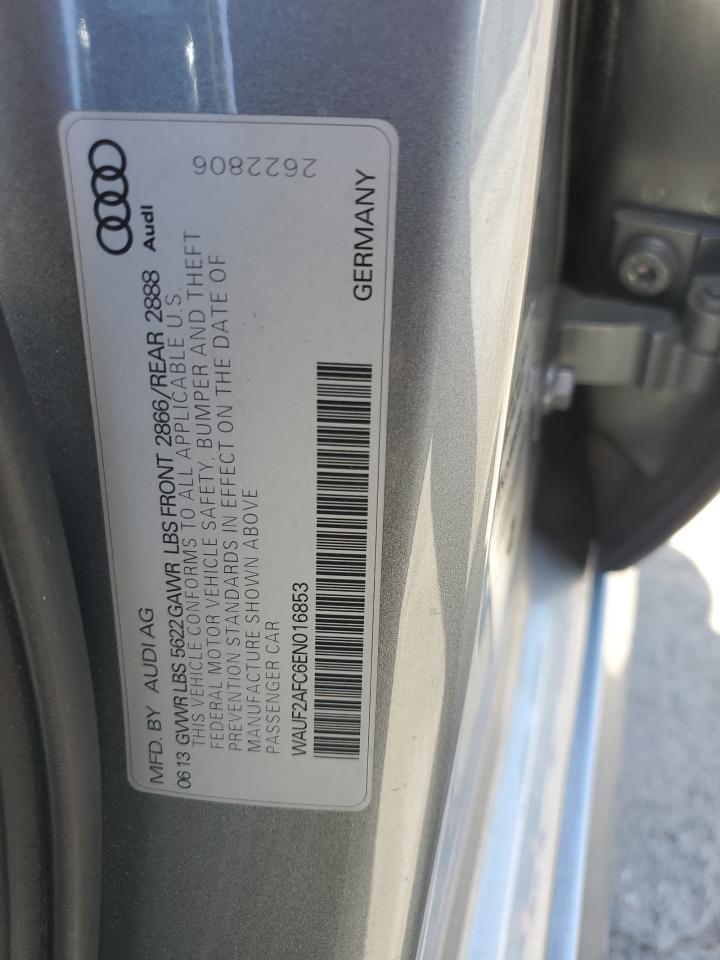 MFD. BY AUDI AG
Audi
0613 GVWR LBS 5622 GAWR LBS FRONT 2866/REAR 2888
THIS VEHICLE CONFORMS TO ALL APPLICABLE U.S.
FEDERAL MOTOR VEHICLE SAFETY, BUMPER AND THEFT
PREVENTION STANDARDS IN EFFECT ON THE DATE OF
MANUFACTURE SHOWN ABOVE
PASSENGER CAR
WAUF2AFC6EN016853
GERMANY
2622806